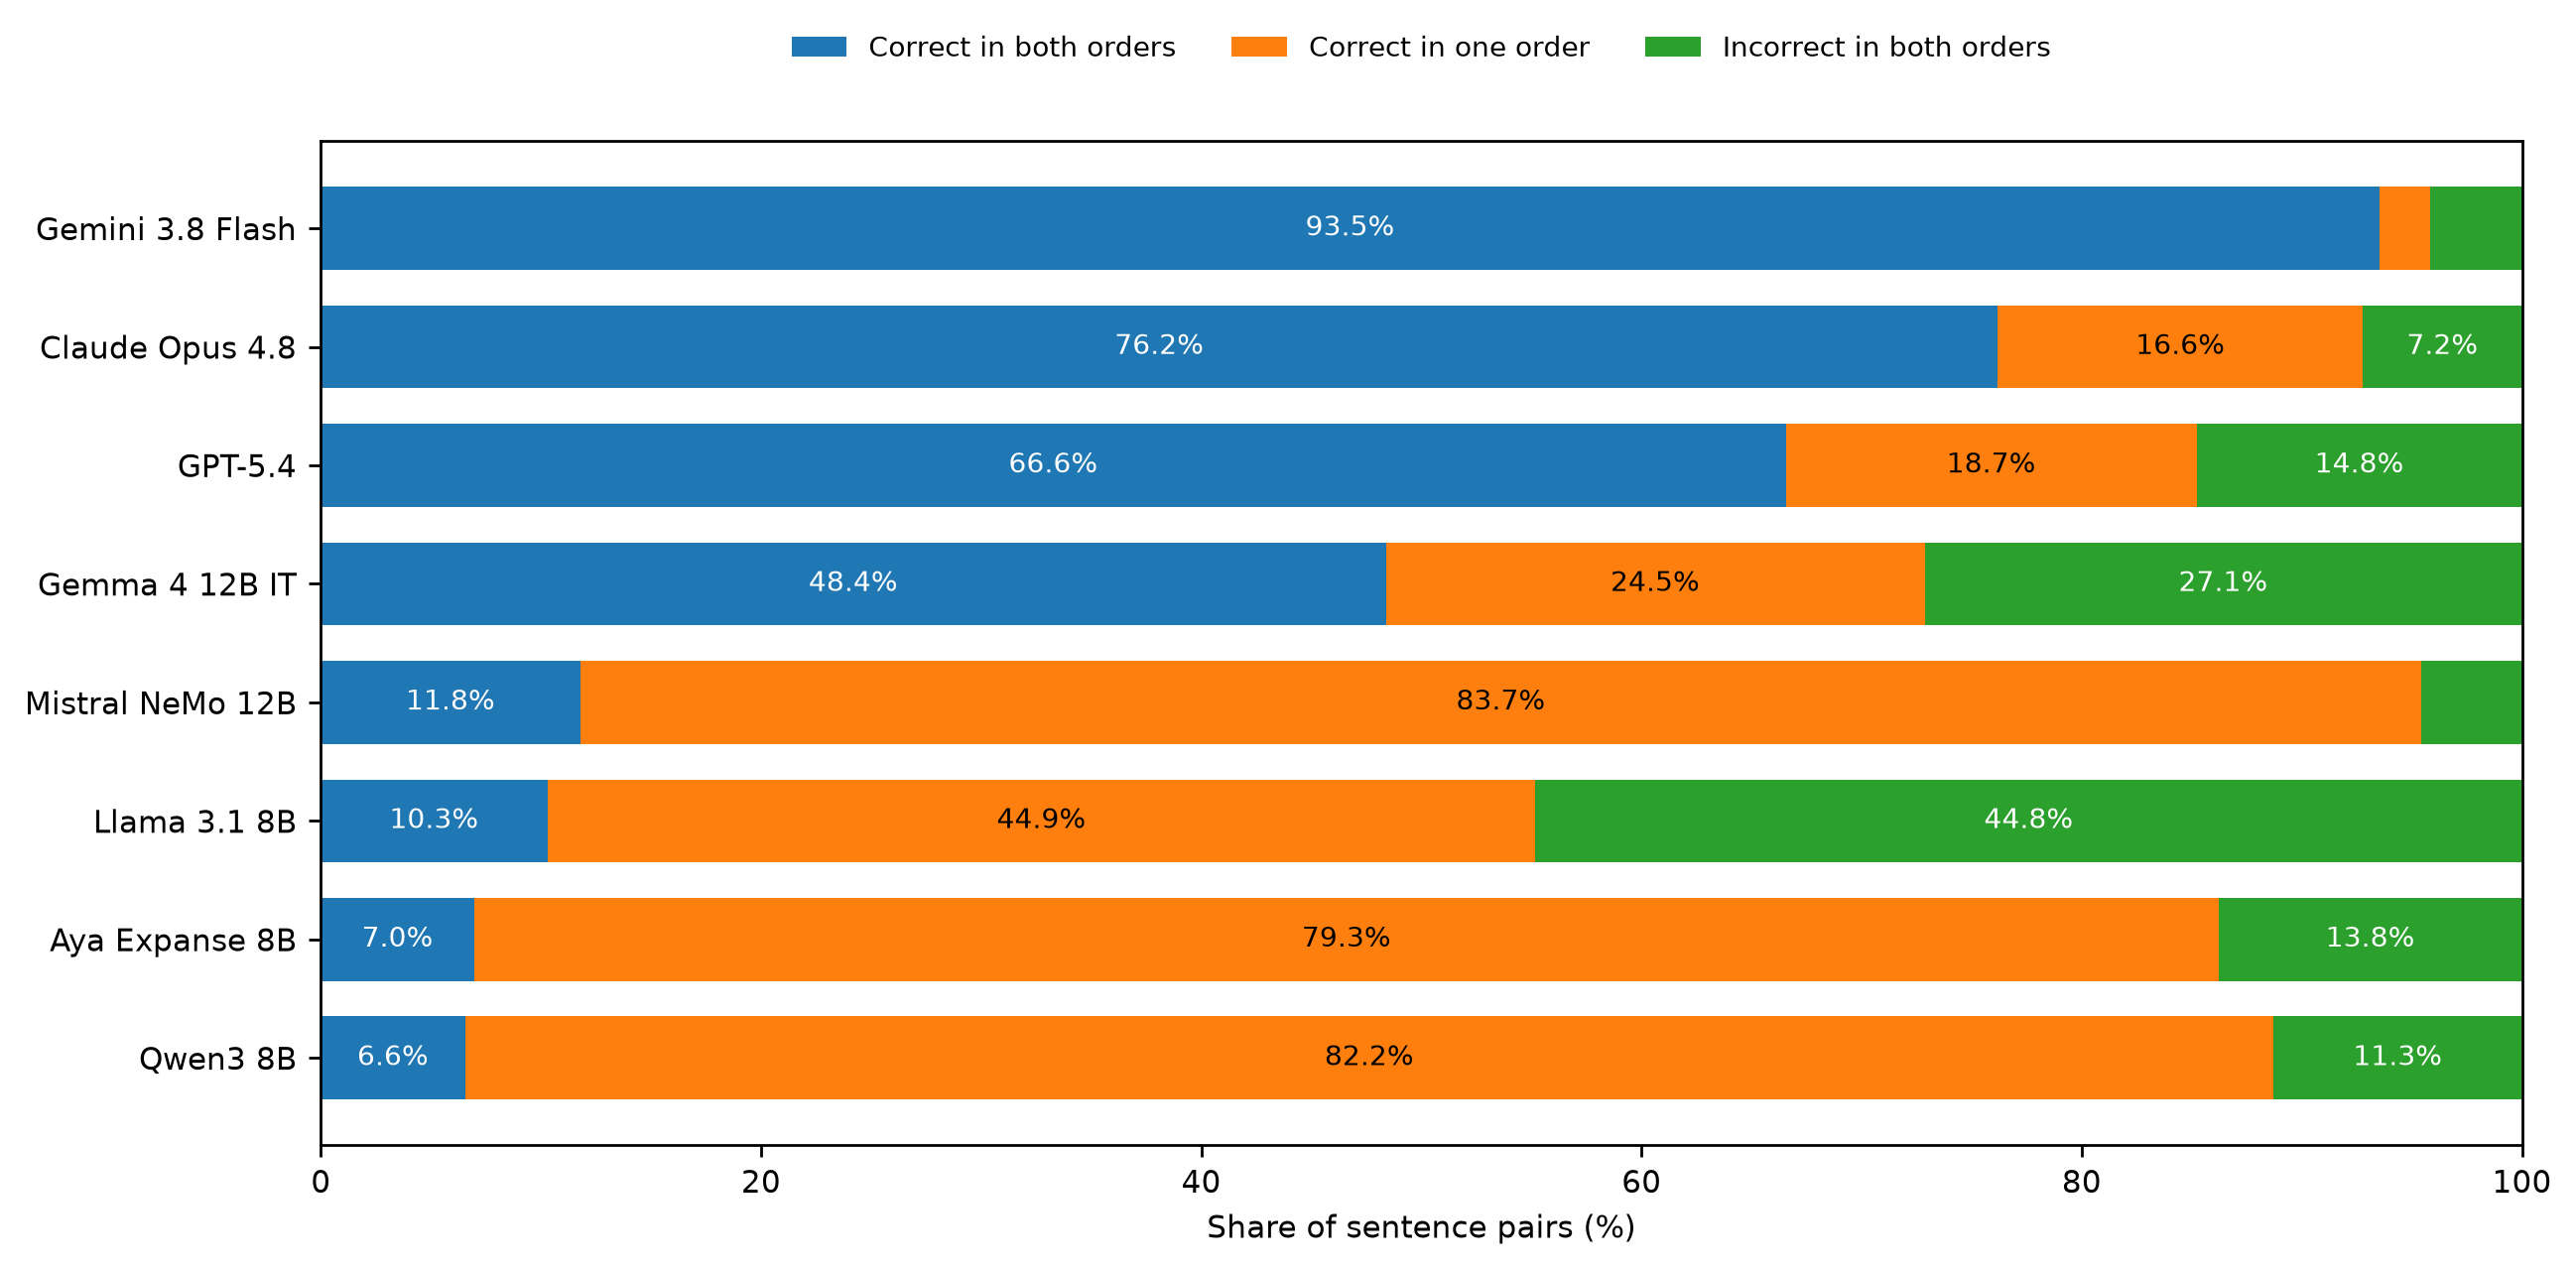 Correct in both orders Correct in one order Incorrect in both orders
Gemini 3.8 Flash 93.5%
Claude Opus 4.8 76.2% 16.6% 7.2%
GPT-5.4 66.6% 18.7% 14.8%
Gemma 4 12B IT 48.4% 24.5% 27.1%
Mistral NeMo 12B 11.8% 83.7%
Llama 3.1 8B 10.3% 44.9% 44.8%
Aya Expanse 8B 7.0% 79.3% 13.8%
Qwen3 8B 6.6% 82.2% 11.3%
0 20 40 60 80 100
Share of sentence pairs (%)